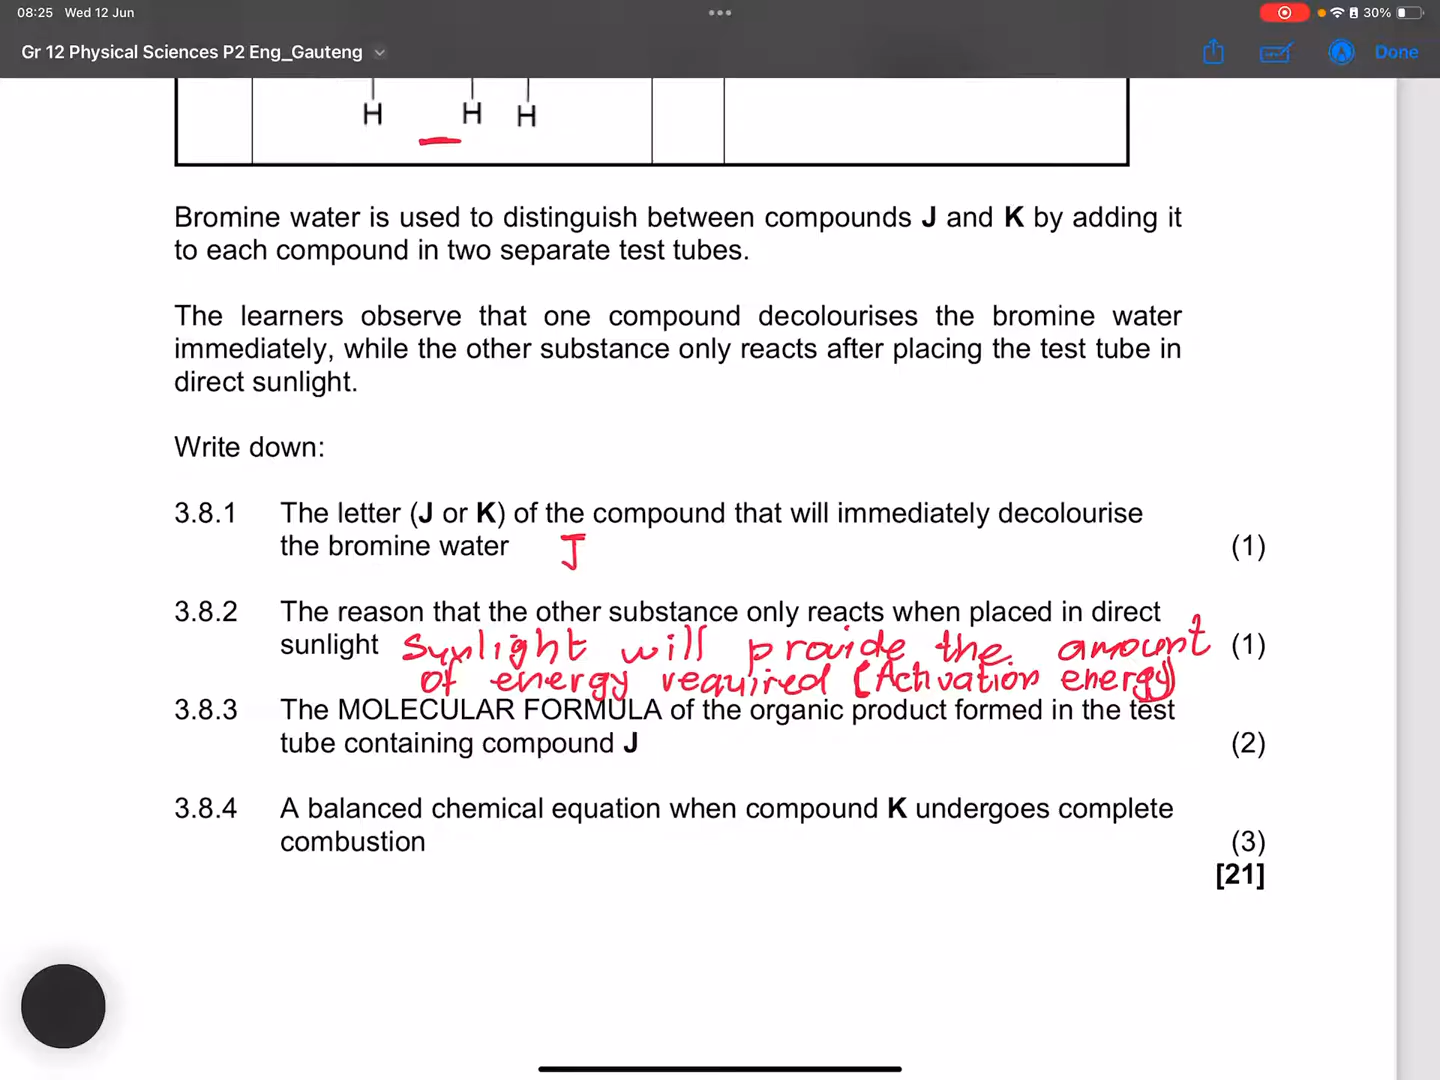 08:25 Wed 12 Jun
30%
Gr 12 Physical Sciences P2 Eng_Gauteng
Done
H H H
Bromine water is used to distinguish between compounds J and K by adding it
to each compound in two separate test tubes.
The learners observe that one compound decolourises the bromine water
immediately, while the other substance only reacts after placing the test tube in
direct sunlight.
Write down:
3.8.1 The letter (J or K) of the compound that will immediately decolourise
the bromine water J (1)
3.8.2 The reason that the other substance only reacts when placed in direct
sunlight Sunlight will provide the amount (1)
of energy required (Activation energy)
3.8.3 The MOLECULAR FORMULA of the organic product formed in the test
tube containing compound J (2)
3.8.4 A balanced chemical equation when compound K undergoes complete
combustion (3)
[21]